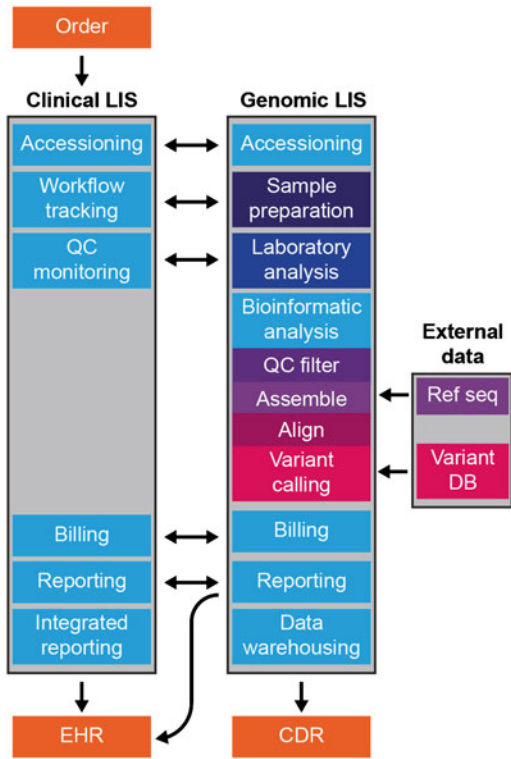 Order
Clinical LIS
Accessioning
Workflow
tracking
QC
monitoring
Billing
Reporting
Integrated
reporting
EHR
Genomic LIS
Accessioning
Sample
preparation
Laboratory
analysis
Bioinformatic
analysis
QC filter
Assemble
Align
Variant
calling
Billing
Reporting
Data
warehousing
CDR
External
data
Ref seq
Variant
DB